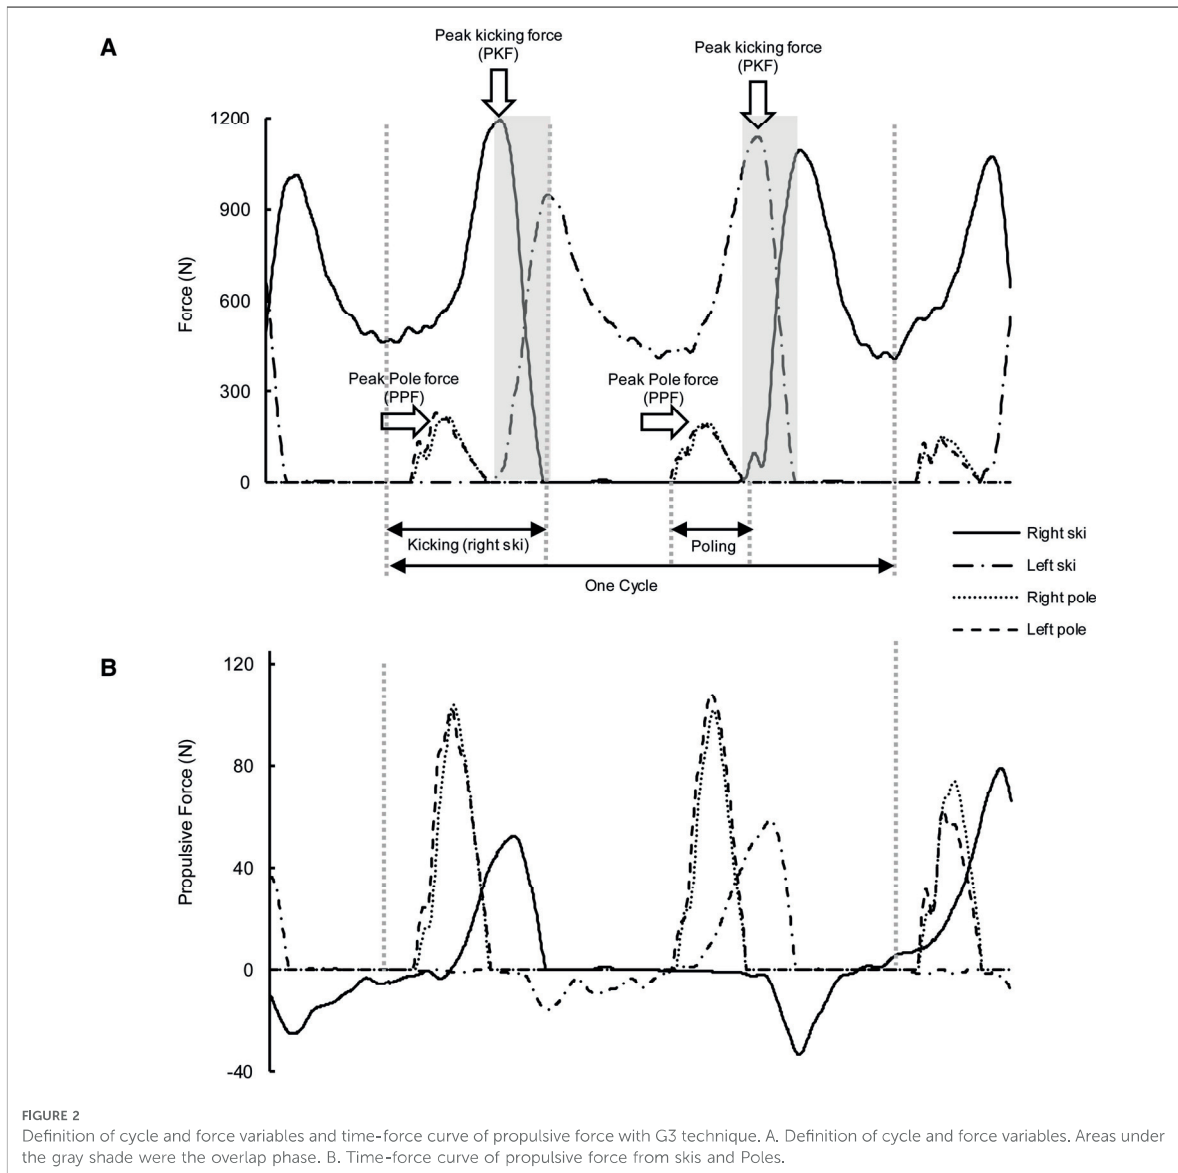 A
Peak kicking force
(PKF)
Peak kicking force
(PKF)
1200
900
600
300
0
Force (N)
Peak Pole force
(PPF)
Peak Pole force
(PPF)
Kicking (right ski)
Poling
One Cycle
Right ski
Left ski
Right pole
Left pole
B
120
80
40
0
-40
Propulsive Force (N)
FIGURE 2
Definition of cycle and force variables and time-force curve of propulsive force with G3 technique. A. Definition of cycle and force variables. Areas under
the gray shade were the overlap phase. B. Time-force curve of propulsive force from skis and Poles.